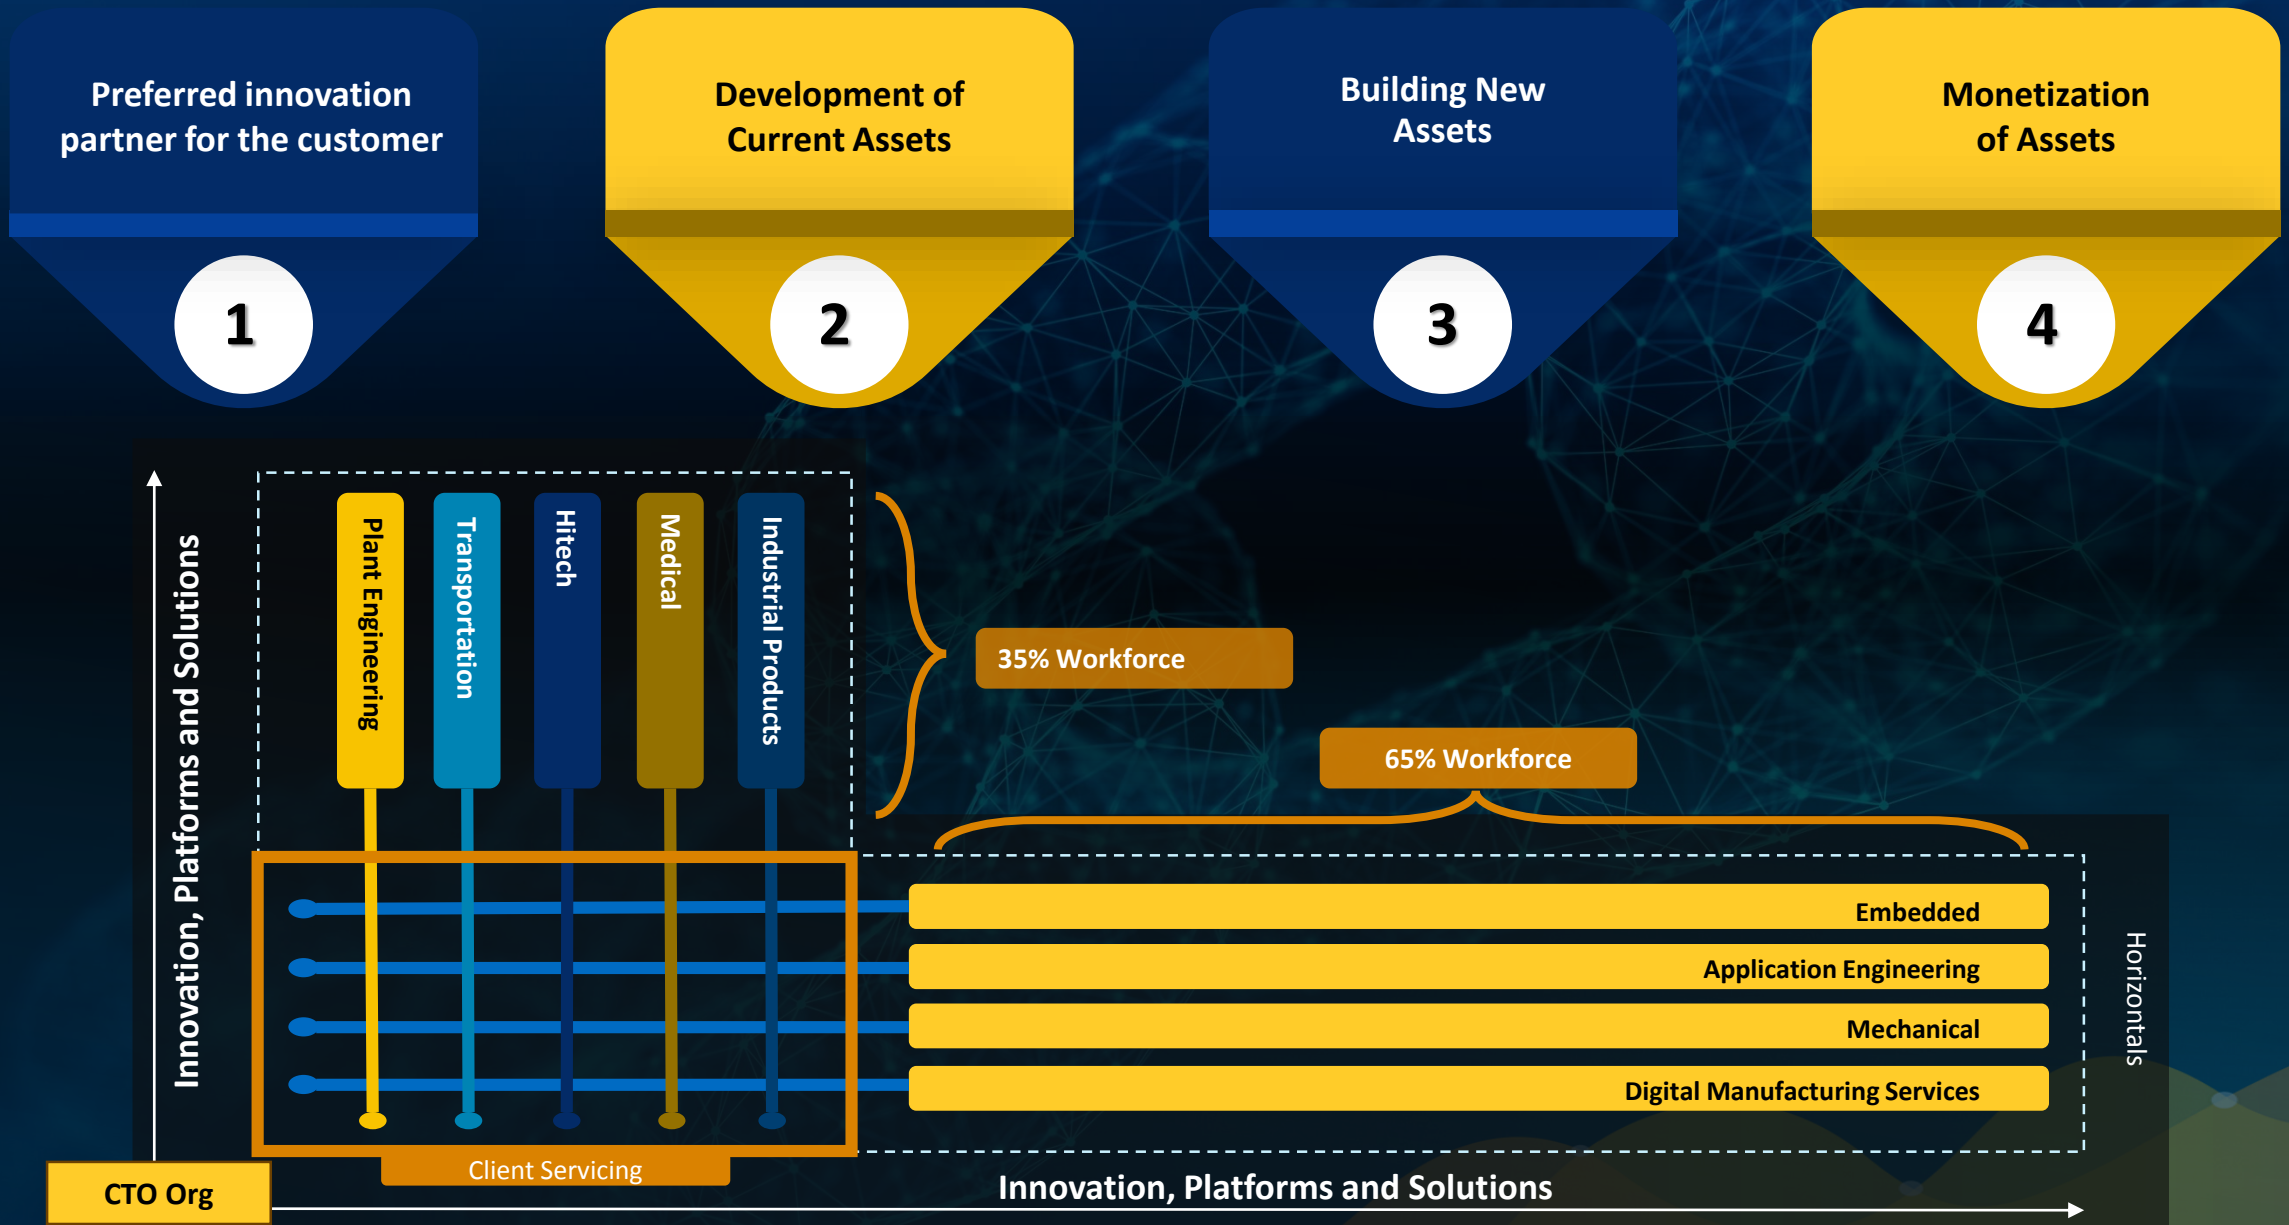 Preferred innovation
partner for the customer
1
Development of
Current Assets
2
Building New
Assets
3
Monetization
of Assets
4
Innovation, Platforms and Solutions
Plant Engineering
Transportation
Hitech
Medical
Industrial Products
35% Workforce
65% Workforce
Embedded
Application Engineering
Mechanical
Digital Manufacturing Services
Horizontals
Client Servicing
CTO Org
Innovation, Platforms and Solutions